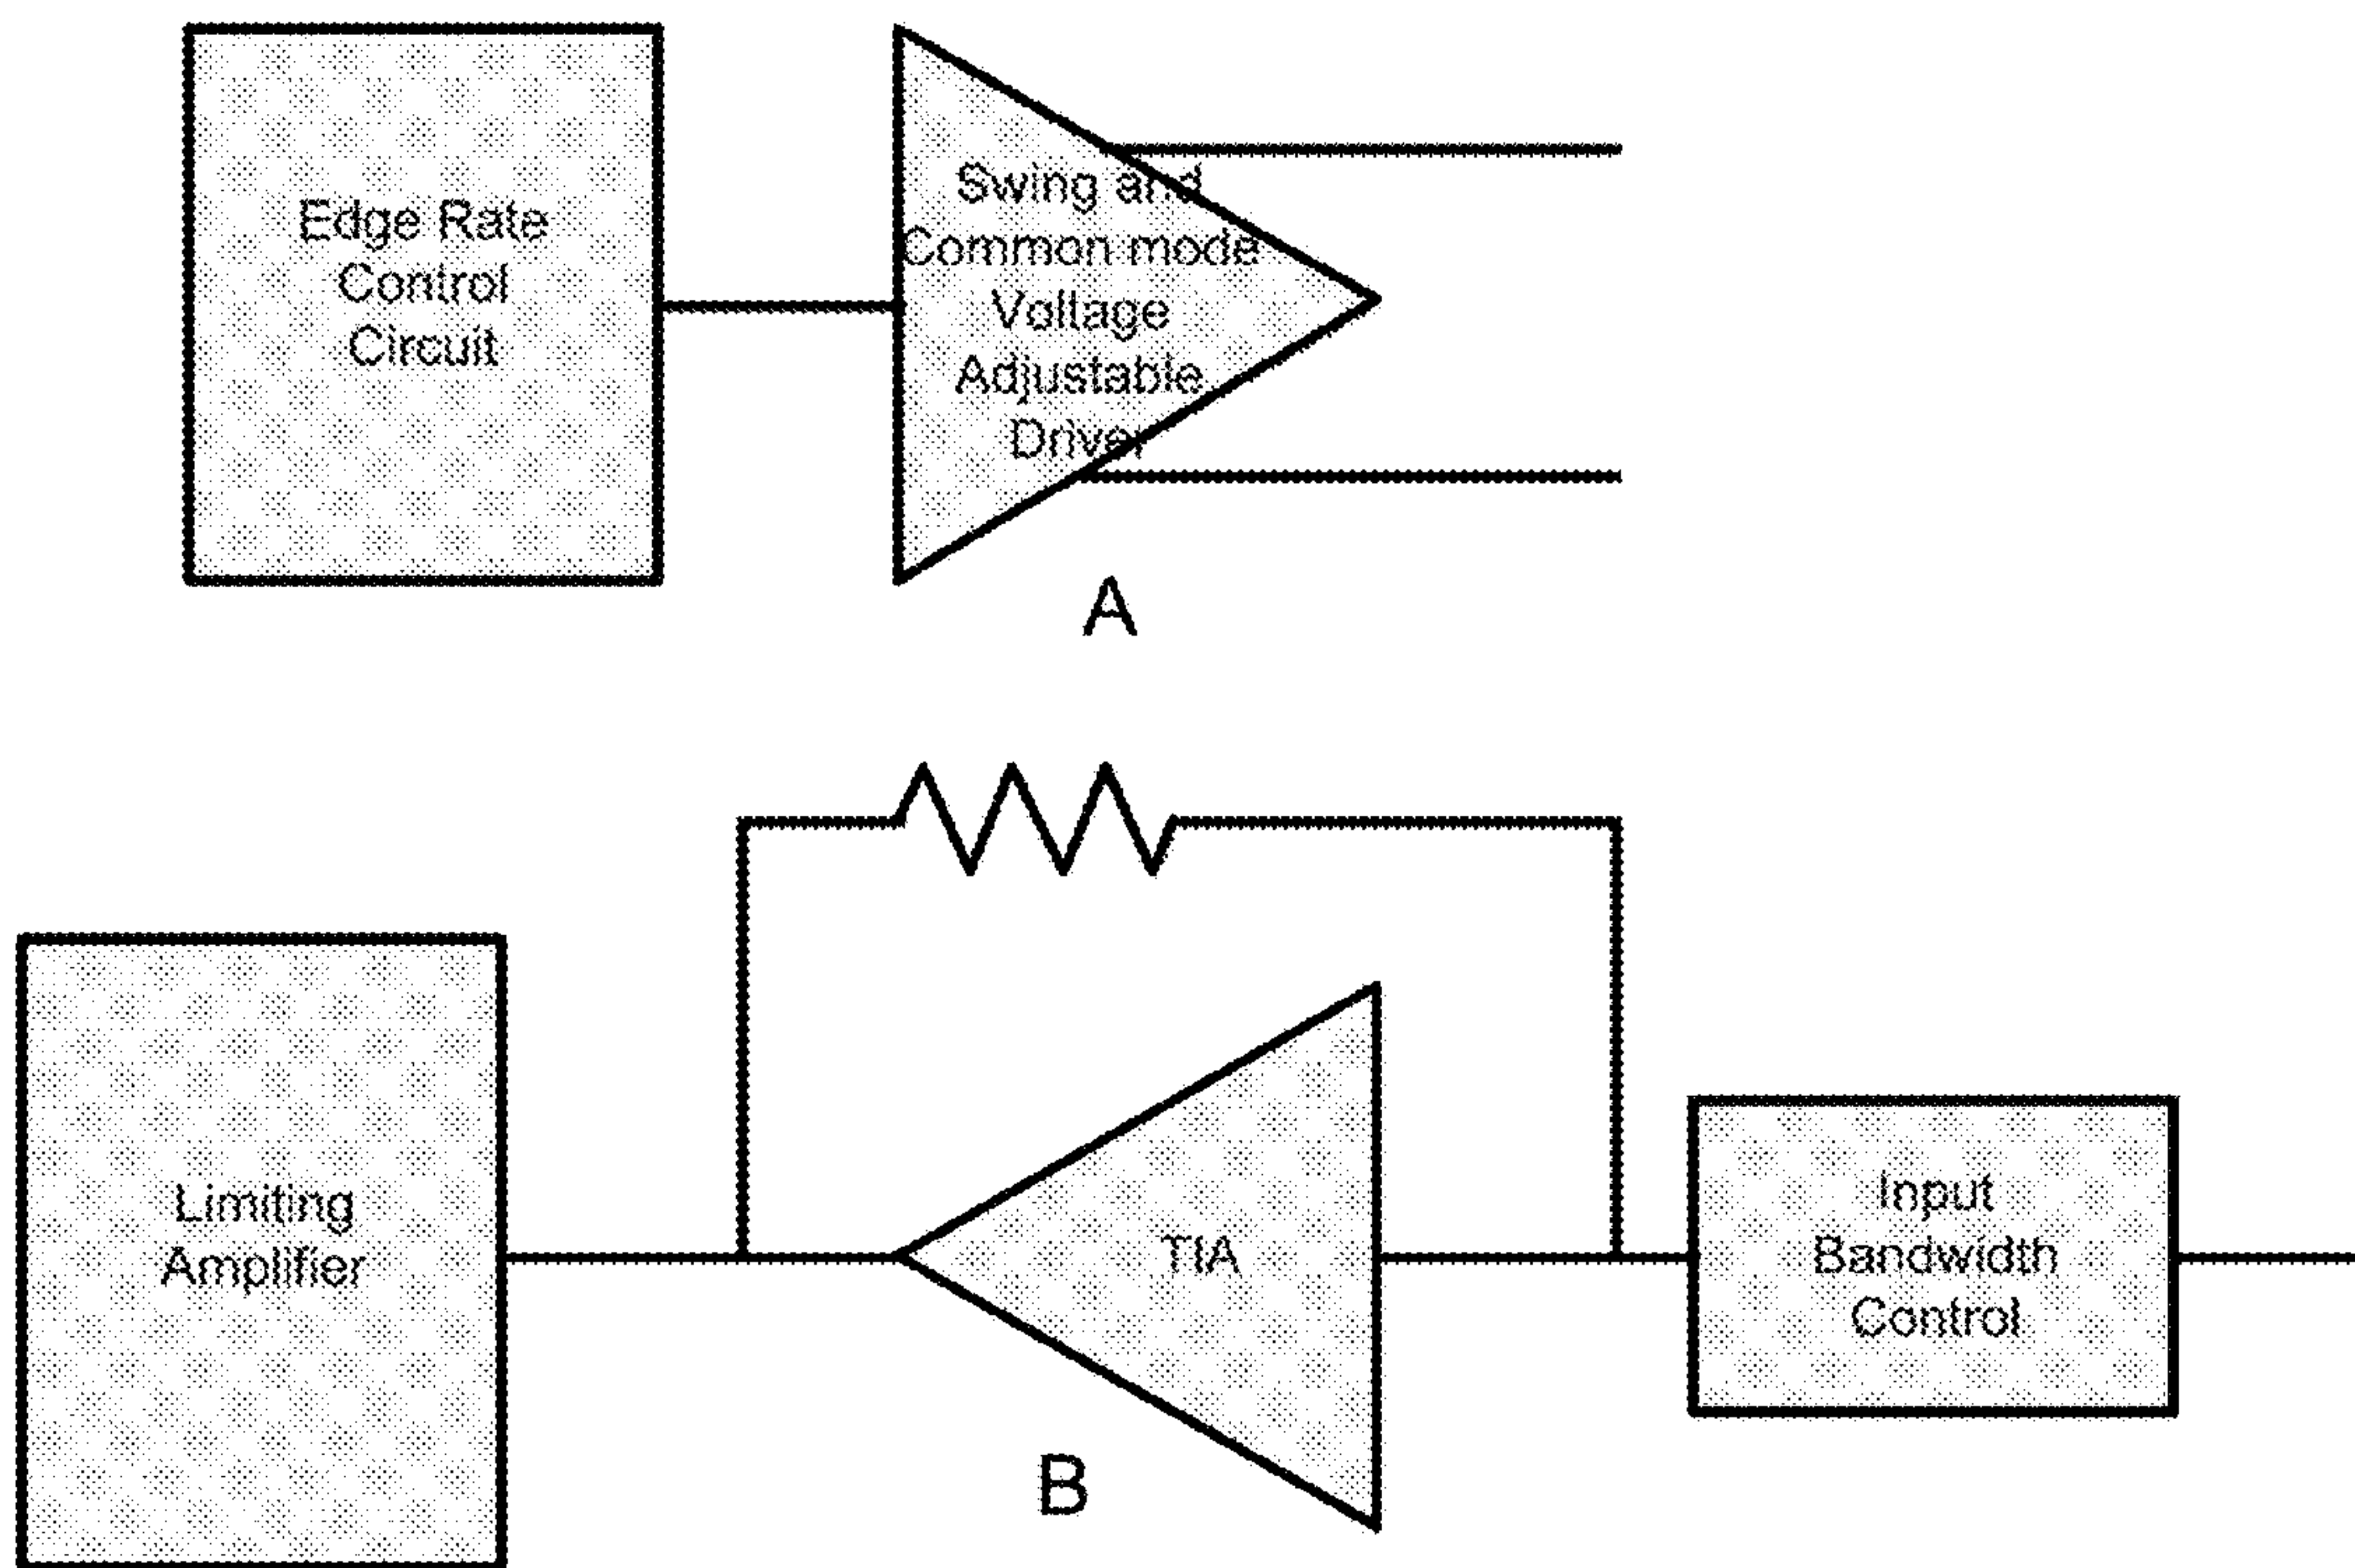 Edge Rate
Control
Circuit
Swing and
Common mode
Voltage
Adjustable
Driver
A
Limiting
Amplifier
TIA
Input
Bandwidth
Control
B